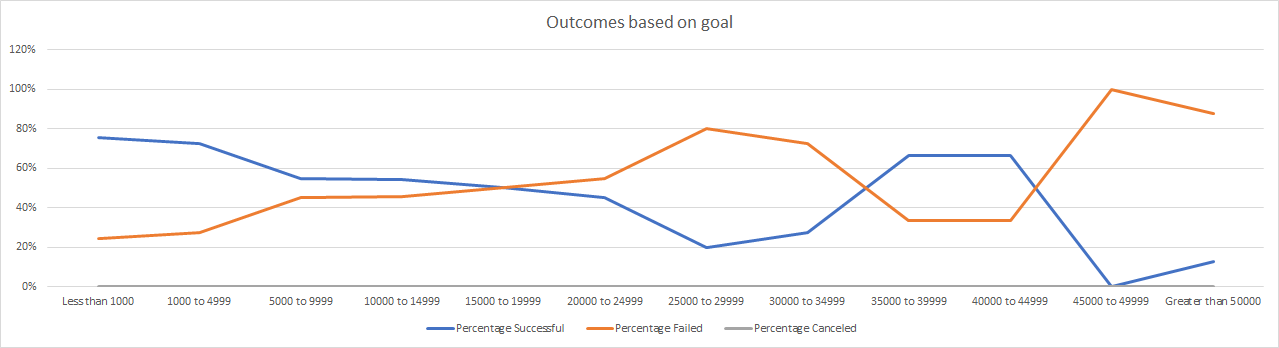 Outcomes based on goal
120%
100%
80%
60%
40%
20%
0%
Less than 1000 1000 to 4999 5000 to 9999 10000 to 14999 15000 to 19999 20000 to 24999 25000 to 29999 30000 to 34999 35000 to 39999 40000 to 44999 45000 to 49999 Greater than 50000
Percentage Successful Percentage Failed Percentage Canceled